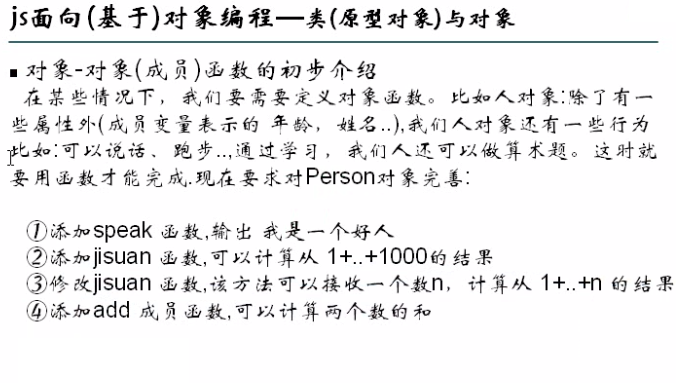 js面向(基于)对象编程—类(原型对象)与对象
■ 对象-对象(成员)函数的初步介绍
在某些情况下，我们要需要定义对象函数。比如人对象:除了有一
些属性外(成员变量表示的 年龄，姓名..),我们人对象还有一些行为
比如:可以说话、跑步..,通过学习，我们人还可以做算术题。这时就
要用函数才能完成.现在要求对Person对象完善:
①添加speak 函数,输出 我是一个好人
②添加jisuan 函数,可以计算从 1+..+1000的结果
③修改jisuan 函数,该方法可以接收一个数n，计算从 1+..+n 的结果
④添加add 成员函数,可以计算两个数的和